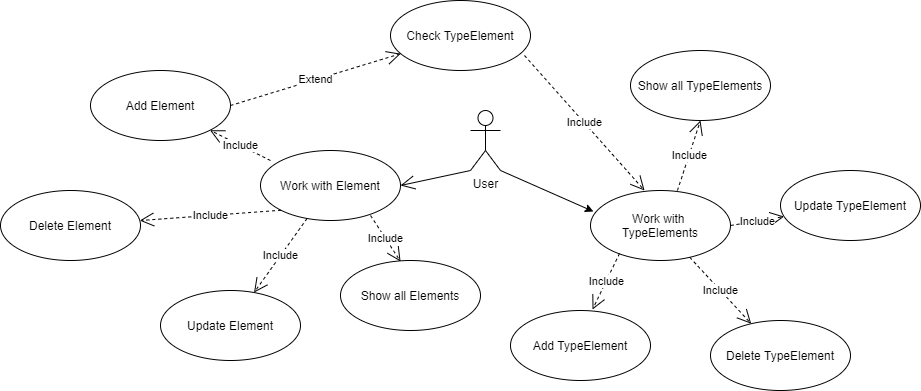 Check TypeElement
Extend
Show all TypeElements
Add Element
Include
Include
Include
Work with Element
User
Update TypeElement
Delete Element
Include
Work with
TypeElements
Include
Include
Include
Include
Include
Show all Elements
Update Element
Add TypeElement
Delete TypeElement